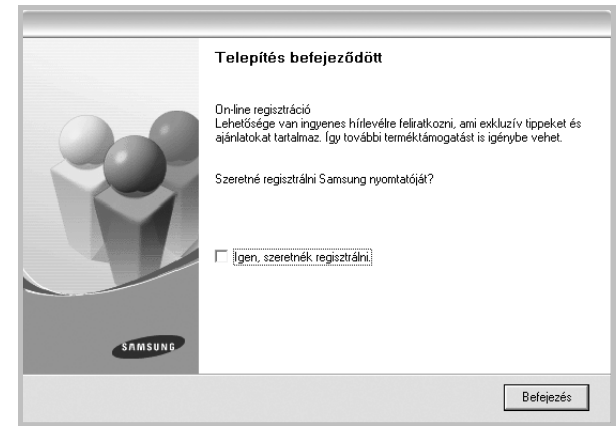 Telepítés befejeződött
On-line regisztráció
Lehetősége van ingyenes hírlevélre feliratkozni, ami exkluzív tippeket és
ajánlatokat tartalmaz. Így további terméktámogatást is igénybe vehet.
Szeretné regisztrálni Samsung nyomtatóját?
Igen, szeretnék regisztrálni.
SAMSUNG
Befejezés